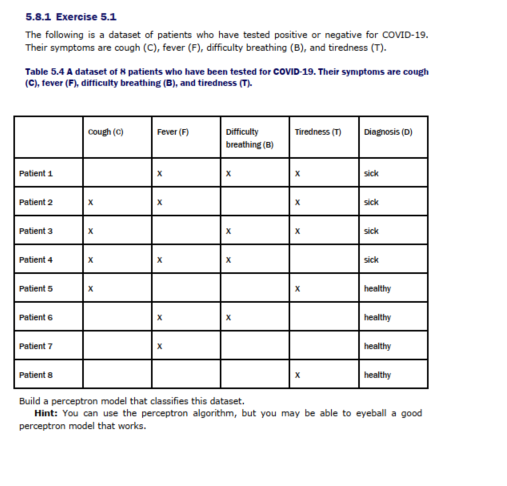 5.8.1 Exercise 5.1
The following is a dataset of patients who have tested positive or negative for COVID-19.
Their symptoms are cough (C), fever (F), difficulty breathing (B), and tiredness (T).
Table 5.4 A dataset of 8 patients who have been tested for COVID-19. Their symptoms are cough
(C), fever (F), difficulty breathing (B), and tiredness (T).
Cough (C) Fever (F) Difficulty breathing (B) Tiredness (T) Diagnosis (D)
Patient 1 X X X sick
Patient 2 X X X sick
Patient 3 X X X sick
Patient 4 X X X sick
Patient 5 X X healthy
Patient 6 X X healthy
Patient 7 X healthy
Patient 8 X healthy
Build a perceptron model that classifies this dataset.
Hint: You can use the perceptron algorithm, but you may be able to eyeball a good
perceptron model that works.